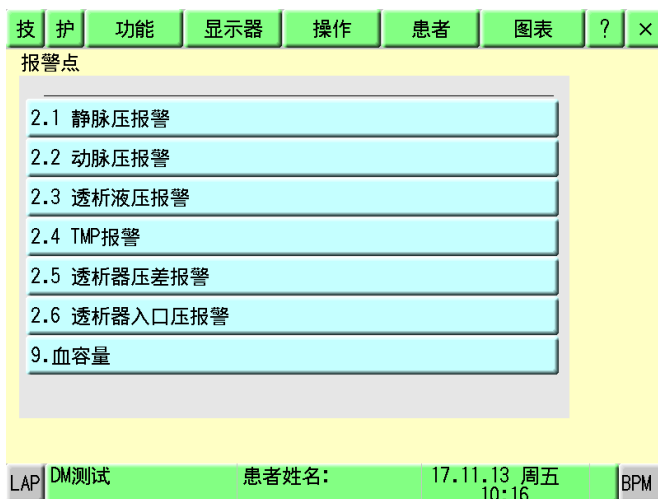 技 护 功能 显示器 操作 患者 图表 ? ×
报警点
2.1 静脉压报警
2.2 动脉压报警
2.3 透析液压报警
2.4 TMP报警
2.5 透析器压差报警
2.6 透析器入口压报警
9.血容量
LAP DM测试 患者姓名: 17.11.13 周五 BPM
10:16